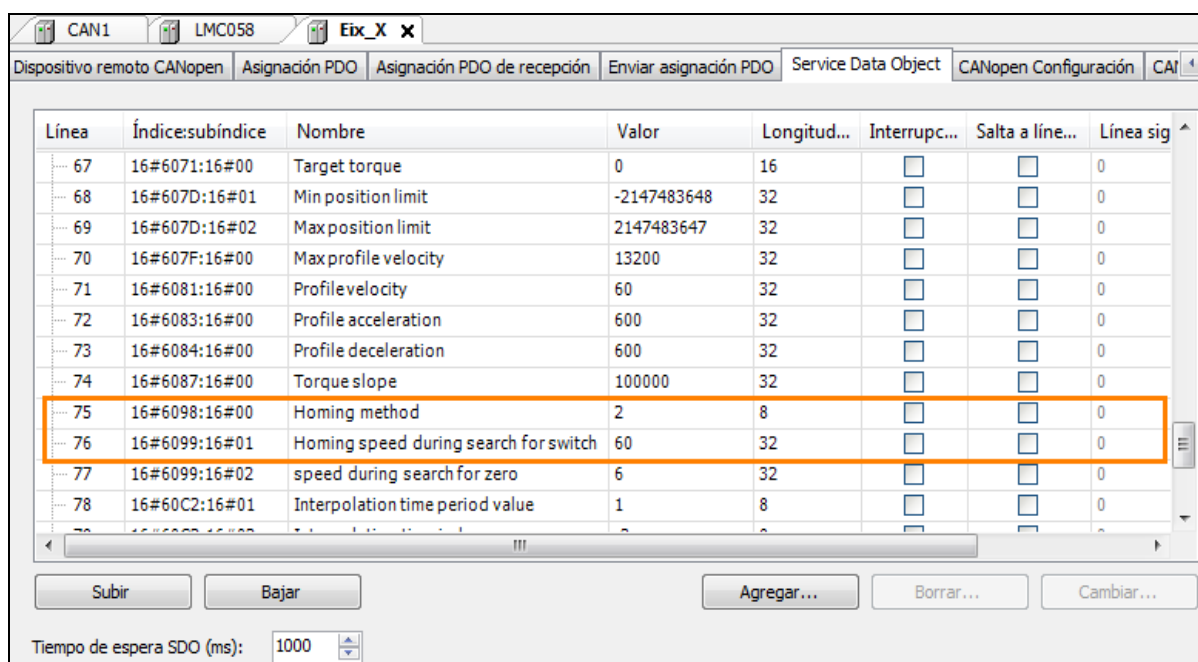 CAN1 LMC058 Eix_X
Dispositivo remoto CANopen Asignación PDO Asignación PDO de recepción Enviar asignación PDO Service Data Object CANopen Configuración
Línea Índice:subíndice Nombre Valor Longitud... Interrupc... Salta a líne... Línea sig
67 16#6071:16#00 Target torque 0 16 0
68 16#607D:16#01 Min position limit -2147483648 32 0
69 16#607D:16#02 Max position limit 2147483647 32 0
70 16#607F:16#00 Max profile velocity 13200 32 0
71 16#6081:16#00 Profile velocity 60 32 0
72 16#6083:16#00 Profile acceleration 600 32 0
73 16#6084:16#00 Profile deceleration 600 32 0
74 16#6087:16#00 Torque slope 100000 32 0
75 16#6098:16#00 Homing method 2 8 0
76 16#6099:16#01 Homing speed during search for switch 60 32 0
77 16#6099:16#02 speed during search for zero 6 32 0
78 16#60C2:16#01 Interpolation time period value 1 8 0
Subir Bajar Agregar... Borrar... Cambiar...
Tiempo de espera SDO (ms): 1000